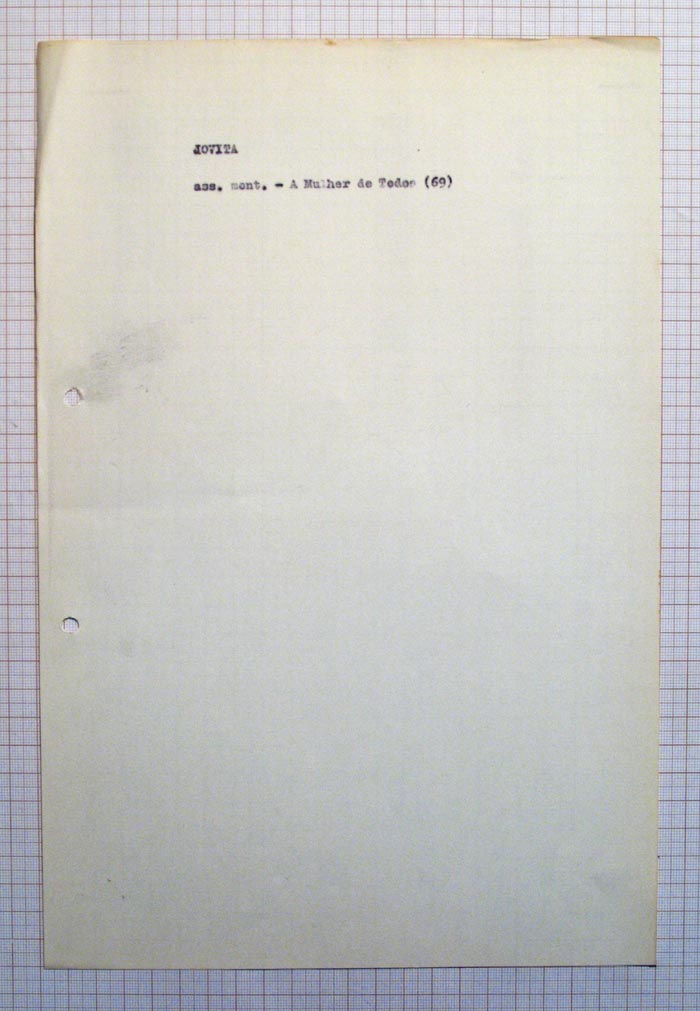 JOVITA
ass. mont. - A Mulher de Todos (69)